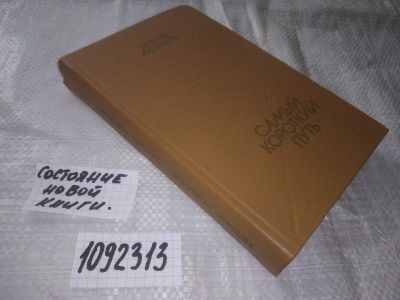 САМЫЙ
КОРОТКИЙ
ПУТЬ
СОСТОЯНИЕ
НОВОЙ
КНИГИ.
1092313